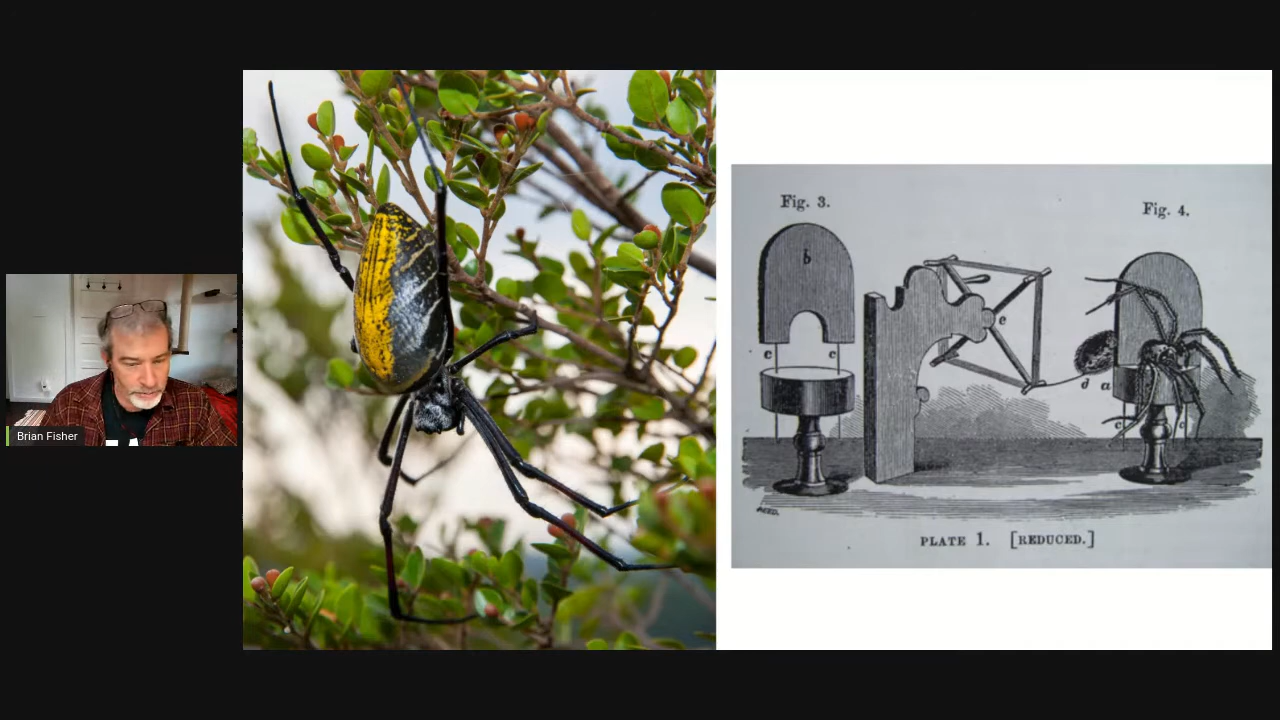 Brian Fisher
Fig. 3.
Fig. 4.
b
c c
e
d a
c c
PLATE 1. [REDUCED.]